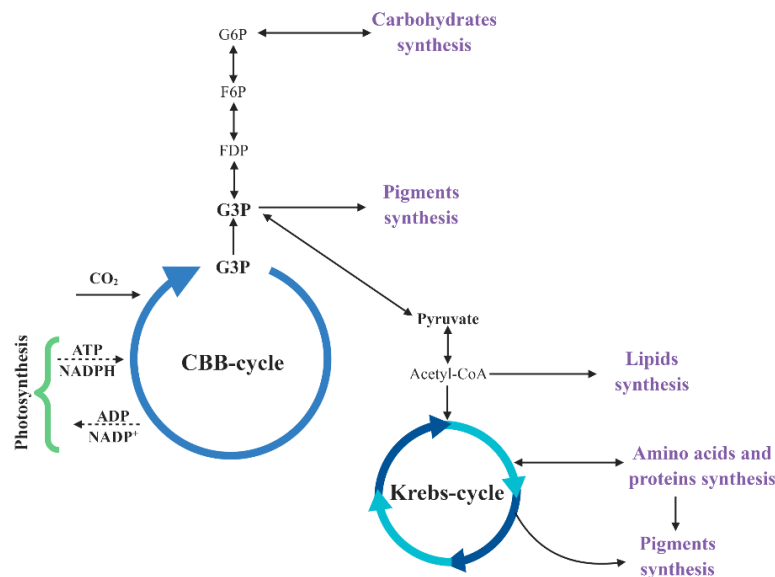 G6P
Carbohydrates
synthesis
F6P
FDP
G3P
Pigments
synthesis
G3P
CO₂
Pyruvate
Photosynthesis
ATP
NADPH
CBB-cycle
Acetyl-CoA
Lipids
synthesis
ADP
NADP⁺
Krebs-cycle
Amino acids and
proteins synthesis
Pigments
synthesis